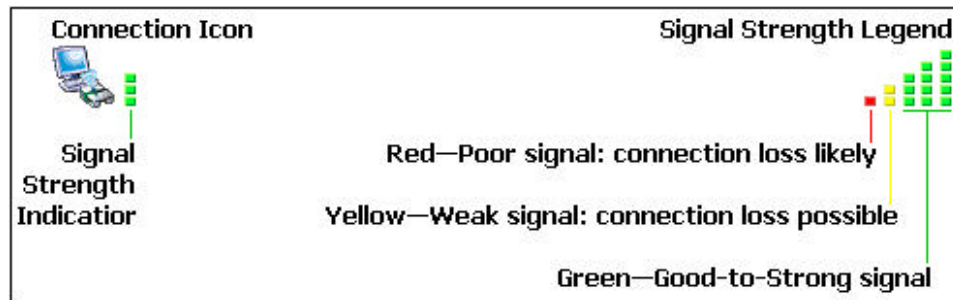 Connection Icon
Signal Strength Legend
Signal
Strength
Indicatior
Red—Poor signal: connection loss likely
Yellow—Weak signal: connection loss possible
Green—Good-to-Strong signal